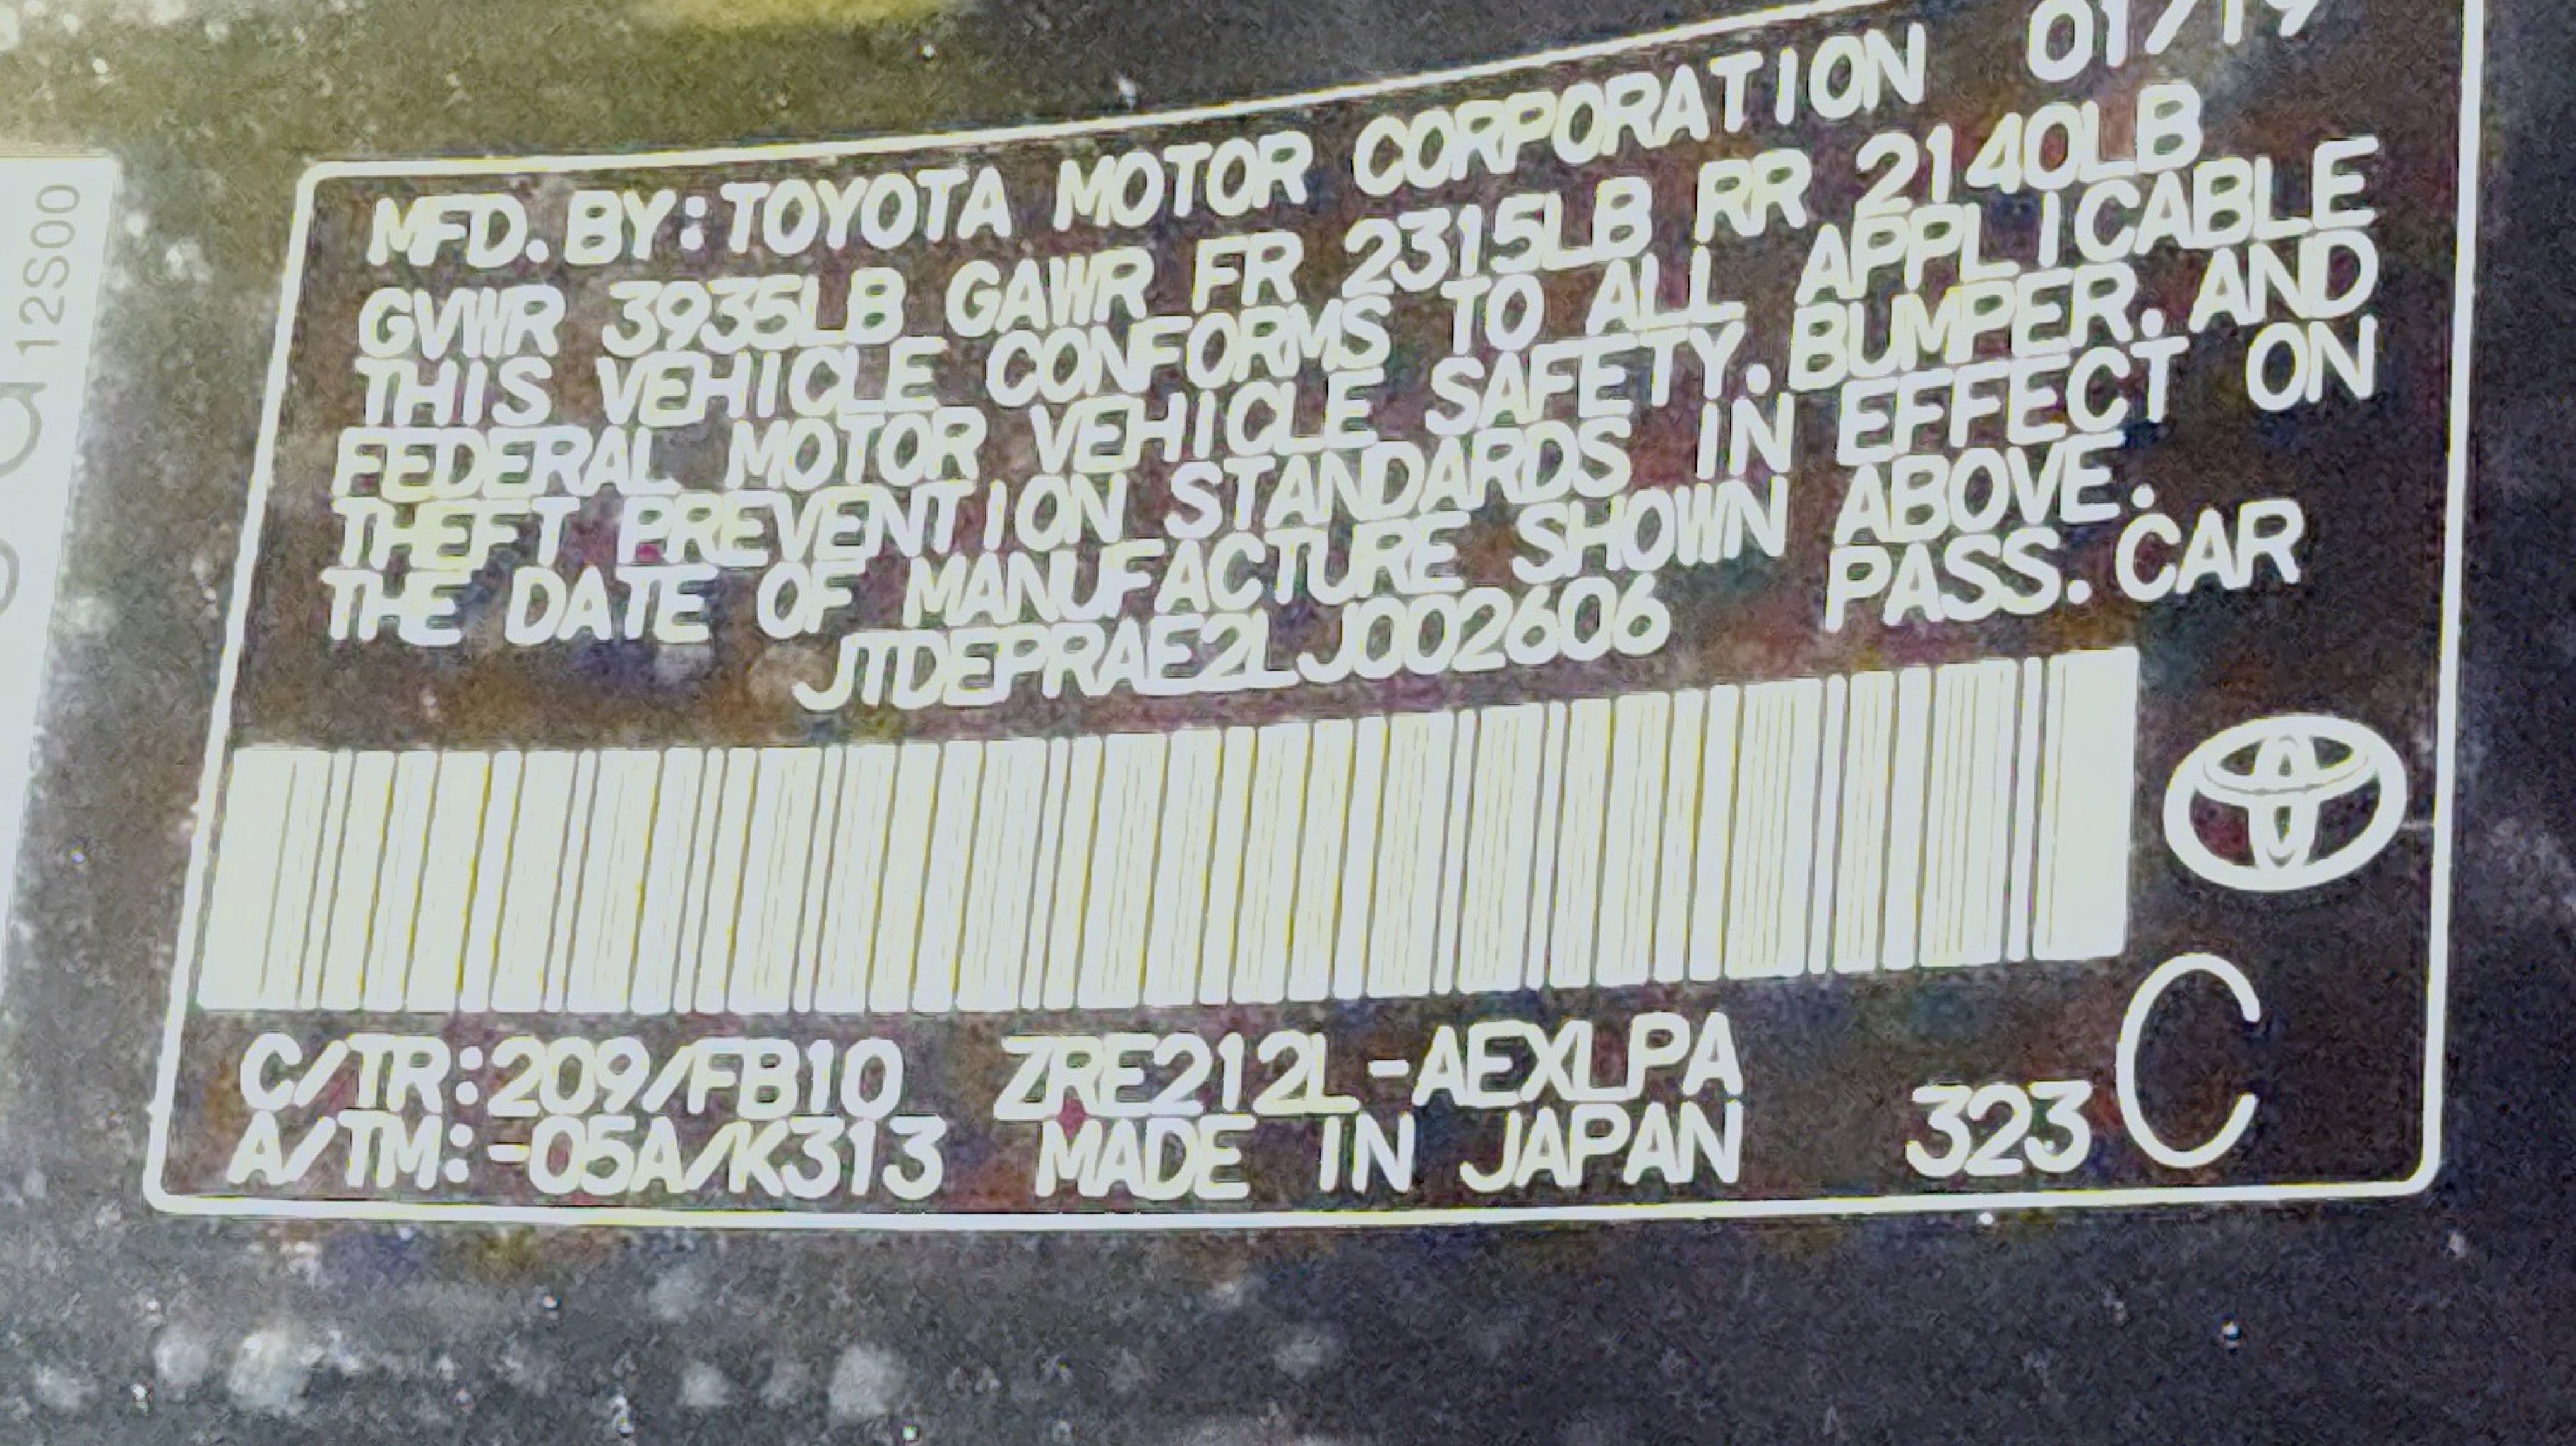 12S00
MFD.BY:TOYOTA MOTOR CORPORATION 01/19
GVWR 3935LB GAWR FR 2315LB RR 2140LB
THIS VEHICLE CONFORMS TO ALL APPLICABLE
FEDERAL MOTOR VEHICLE SAFETY,BUMPER,AND
THEFT PREVENTION STANDARDS IN EFFECT ON
THE DATE OF MANUFACTURE SHOWN ABOVE.
JTDEPRAE2LJ002606 PASS.CAR
C/TR:209/FB10 ZRE212L-AEXLPA
A/TM:-05A/K313 MADE IN JAPAN 323C